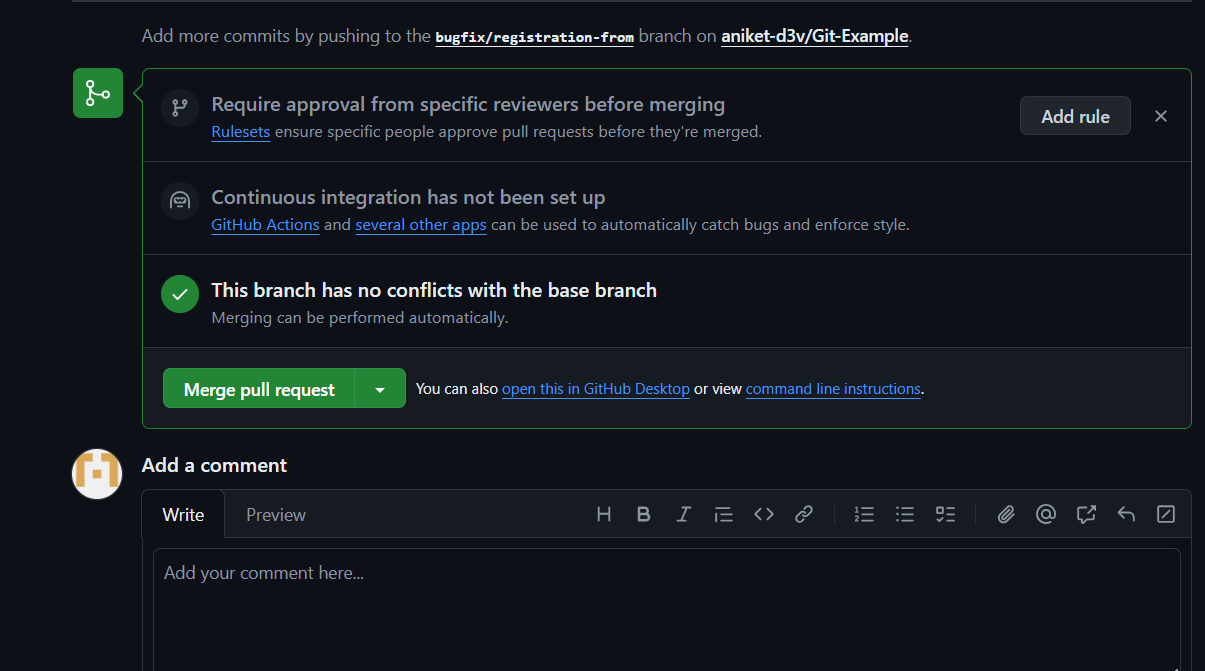 Add more commits by pushing to the bugfix/registration-from branch on aniket-d3v/Git-Example.
Require approval from specific reviewers before merging
Rulesets ensure specific people approve pull requests before they're merged.
Add rule
Continuous integration has not been set up
GitHub Actions and several other apps can be used to automatically catch bugs and enforce style.
This branch has no conflicts with the base branch
Merging can be performed automatically.
Merge pull request
You can also open this in GitHub Desktop or view command line instructions.
Add a comment
Write
Preview
Add your comment here...